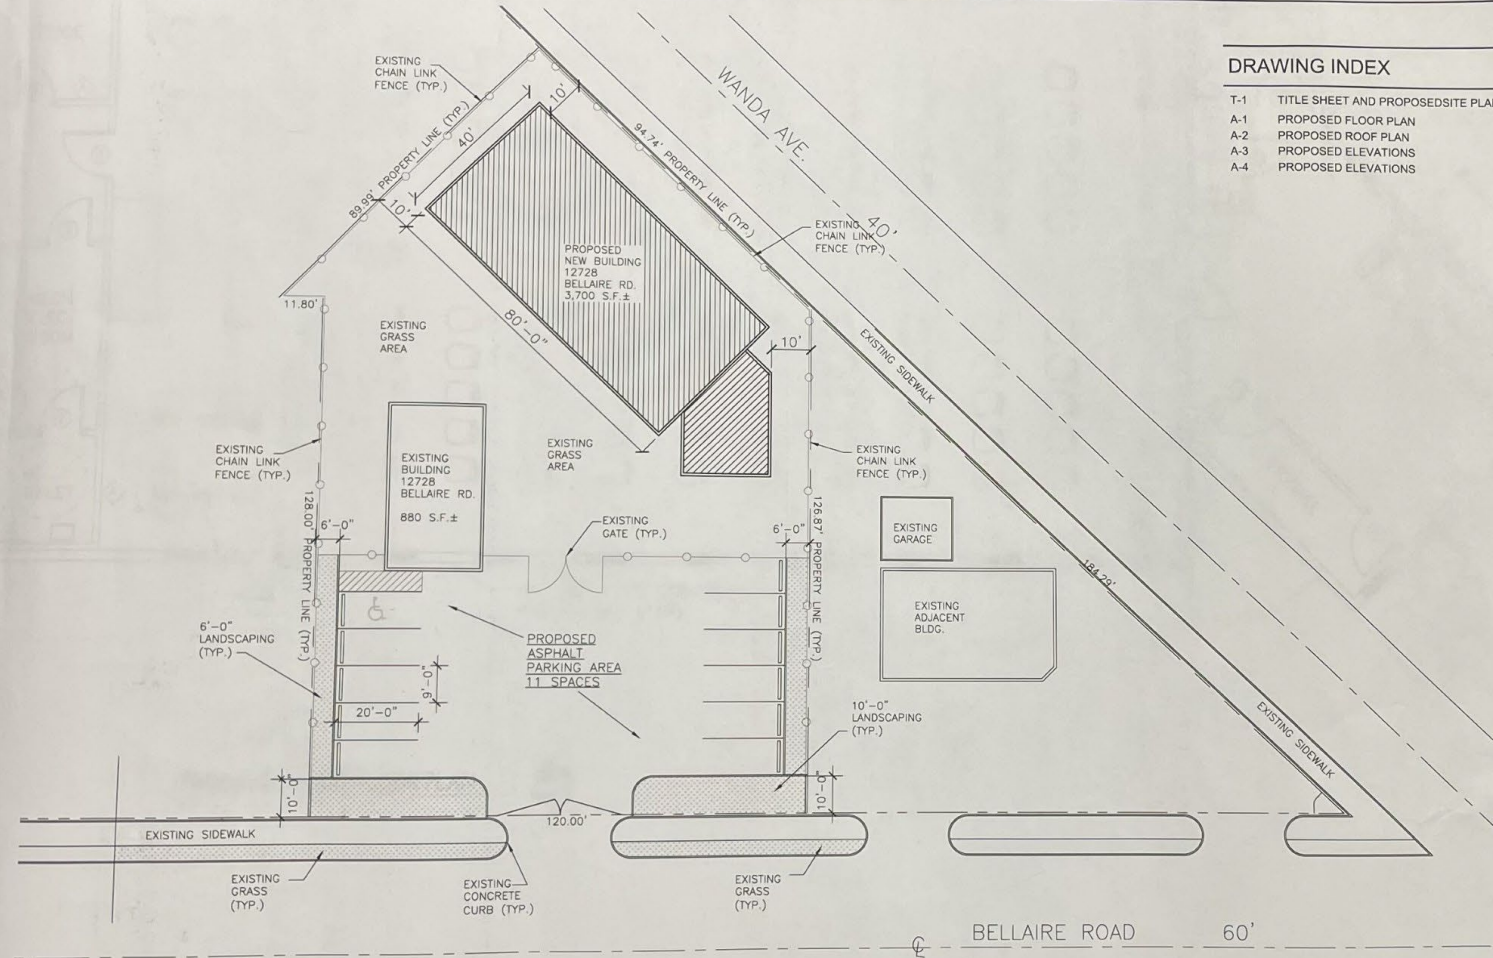 DRAWING INDEX
T-1 TITLE SHEET AND PROPOSEDSITE PLAN
A-1 PROPOSED FLOOR PLAN
A-2 PROPOSED ROOF PLAN
A-3 PROPOSED ELEVATIONS
A-4 PROPOSED ELEVATIONS
WANDA AVE.
40'
EXISTING
CHAIN LINK
FENCE (TYP.)
10'
40'
89.99' PROPERTY LINE (TYP.)
10'
94.74' PROPERTY LINE (TYP.)
EXISTING
CHAIN LINK
FENCE (TYP.)
PROPOSED
NEW BUILDING
12728
BELLAIRE RD.
3,700 S.F.±
80'-0"
11.80'
EXISTING
GRASS
AREA
10'
EXISTING SIDEWALK
EXISTING
CHAIN LINK
FENCE (TYP.)
EXISTING
BUILDING
12728
BELLAIRE RD.
880 S.F.±
EXISTING
GRASS
AREA
EXISTING
CHAIN LINK
FENCE (TYP.)
128.00' PROPERTY LINE (TYP.)
6'-0"
EXISTING
GATE (TYP.)
6'-0"
126.87' PROPERTY LINE (TYP.)
EXISTING
GARAGE
184.29'
EXISTING
ADJACENT
BLDG.
6'-0"
LANDSCAPING
(TYP.)
PROPOSED
ASPHALT
PARKING AREA
11 SPACES
9'-0"
20'-0"
10'-0"
LANDSCAPING
(TYP.)
EXISTING SIDEWALK
10'-0"
10'-0"
120.00'
EXISTING SIDEWALK
EXISTING
GRASS
(TYP.)
EXISTING
CONCRETE
CURB (TYP.)
EXISTING
GRASS
(TYP.)
BELLAIRE ROAD 60'